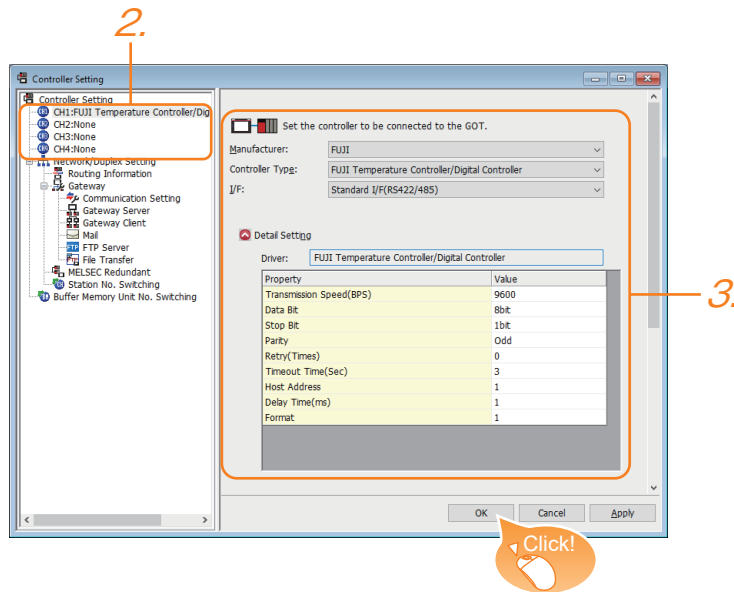 2.
Controller Setting
Controller Setting
CH1:FUJI Temperature Controller/Dig
CH2:None
CH3:None
CH4:None
Network/Duplex Setting
Routing Information
Gateway
Communication Setting
Gateway Server
Gateway Client
Mail
FTP Server
File Transfer
MELSEC Redundant
Station No. Switching
Buffer Memory Unit No. Switching
Set the controller to be connected to the GOT.
Manufacturer: FUJI
Controller Type: FUJI Temperature Controller/Digital Controller
I/F: Standard I/F(RS422/485)
Detail Setting
Driver: FUJI Temperature Controller/Digital Controller
Property Value
Transmission Speed(BPS) 9600
Data Bit 8bit
Stop Bit 1bit
Parity Odd
Retry(Times) 0
Timeout Time(Sec) 3
Host Address 1
Delay Time(ms) 1
Format 1
3.
OK Cancel Apply
Click!